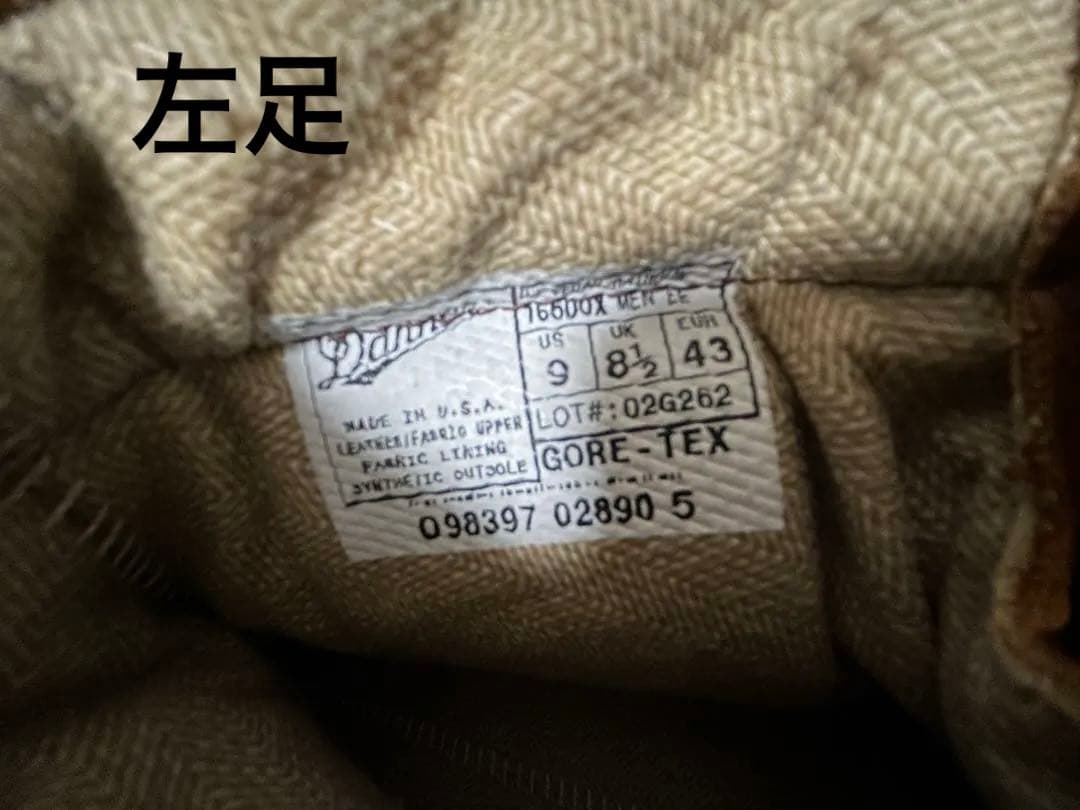 左足
Danner
MADE IN U.S.A.
LEATHER/FABRIC UPPER
FABRIC LINING
SYNTHETIC OUTSOLE
16600X MEN EE
US UK EUR
9 8½ 43
LOT#:02G262
GORE-TEX
098397 02890 5